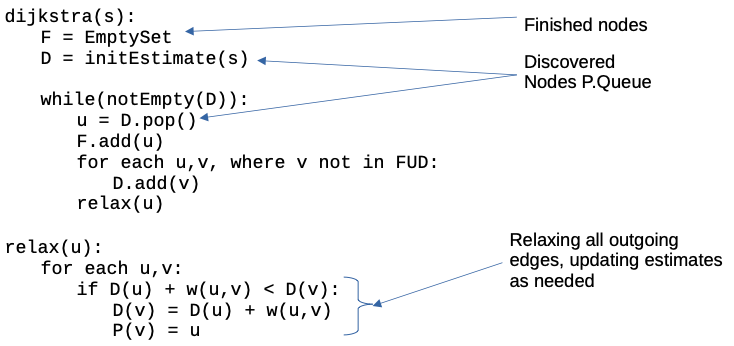 dijkstra(s):
F = EmptySet
D = initEstimate(s)
while(notEmpty(D)):
u = D.pop()
F.add(u)
for each u,v, where v not in FUD:
D.add(v)
relax(u)
relax(u):
for each u,v:
if D(u) + w(u,v) < D(v):
D(v) = D(u) + w(u,v)
P(v) = u
Finished nodes
Discovered
Nodes P.Queue
Relaxing all outgoing
edges, updating estimates
as needed